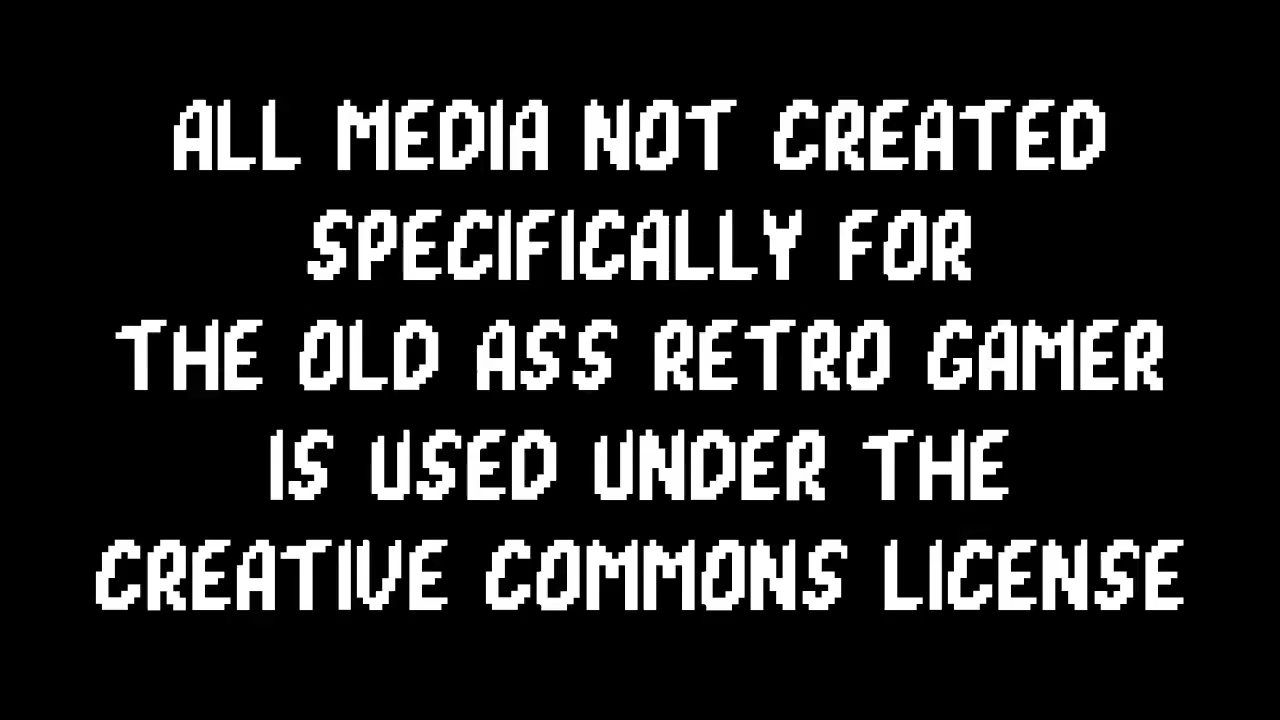 ALL MEDIA NOT CREATED
SPECIFICALLY FOR
THE OLD ASS RETRO GAMER
IS USED UNDER THE
CREATIVE COMMONS LICENSE